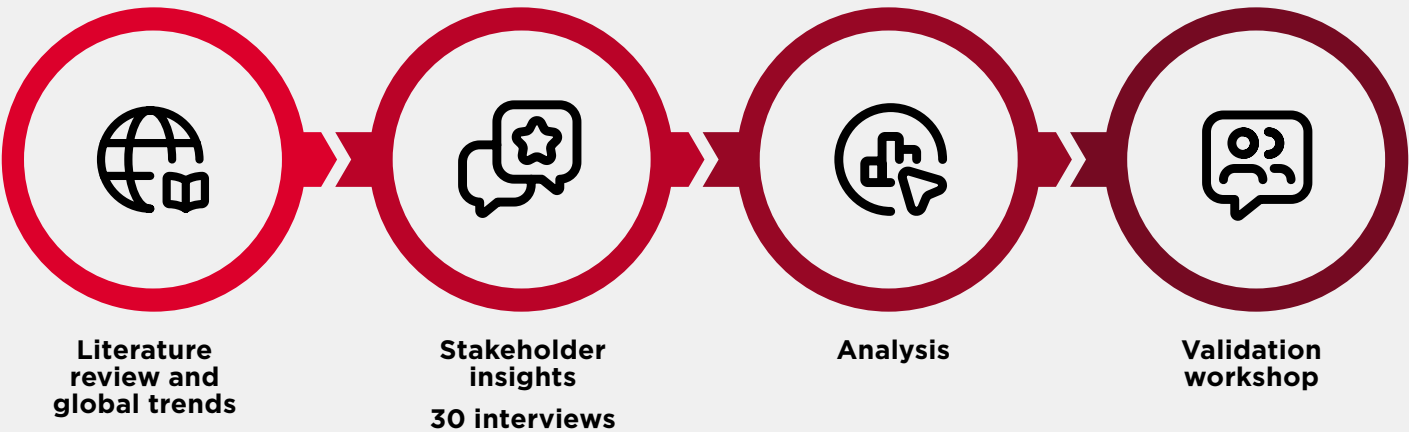 Literature
review and
global trends
Stakeholder
insights
30 interviews
Analysis
Validation
workshop